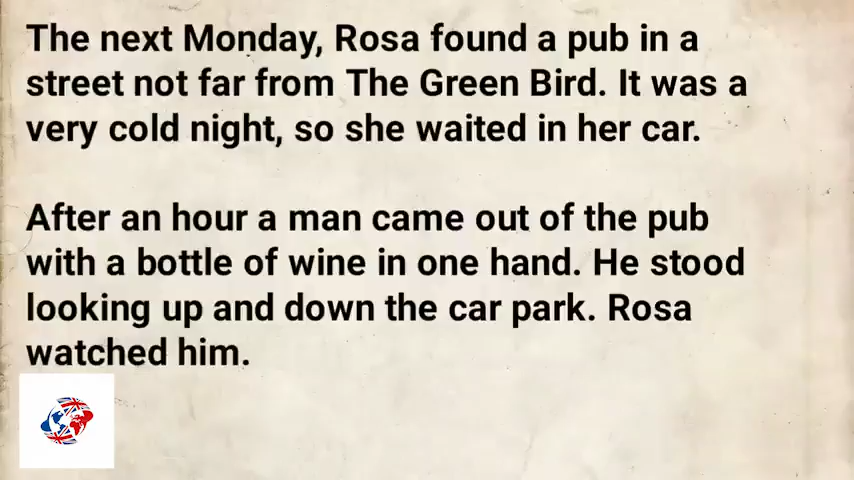 The next Monday, Rosa found a pub in a
street not far from The Green Bird. It was a
very cold night, so she waited in her car.
After an hour a man came out of the pub
with a bottle of wine in one hand. He stood
looking up and down the car park. Rosa
watched him.